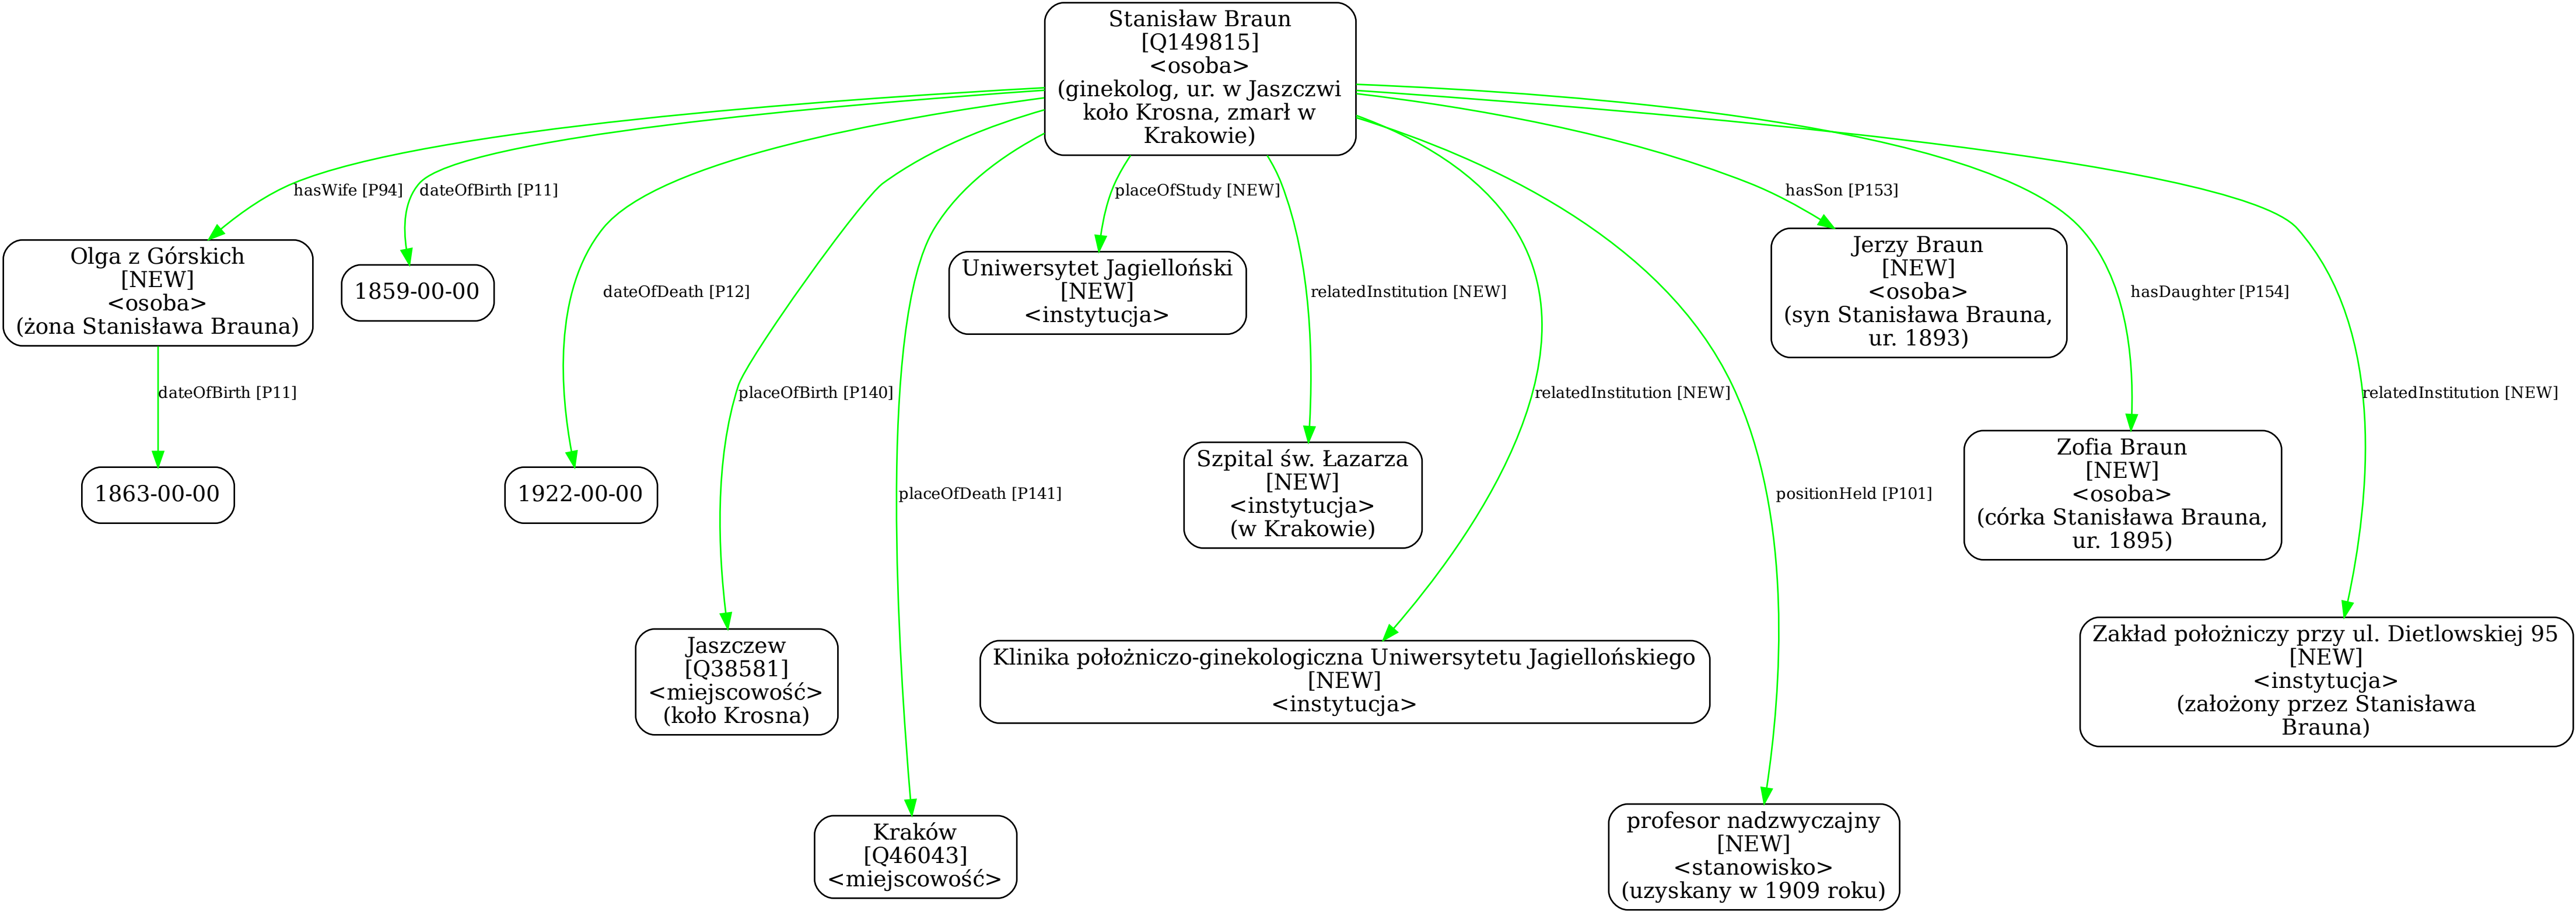 Stanisław Braun
[Q149815]
<osoba>
(ginekolog, ur. w Jaszczwi
koło Krosna, zmarł w
Krakowie)
hasWife [P94]
dateOfBirth [P11]
placeOfStudy [NEW]
hasSon [P153]
Olga z Górskich
[NEW]
<osoba>
(żona Stanisława Brauna)
1859-00-00
dateOfDeath [P12]
Uniwersytet Jagielloński
[NEW]
<instytucja>
relatedInstitution [NEW]
Jerzy Braun
[NEW]
<osoba>
(syn Stanisława Brauna,
ur. 1893)
hasDaughter [P154]
dateOfBirth [P11]
placeOfBirth [P140]
relatedInstitution [NEW]
relatedInstitution [NEW]
1863-00-00
1922-00-00
placeOfDeath [P141]
Szpital św. Łazarza
[NEW]
<instytucja>
(w Krakowie)
positionHeld [P101]
Zofia Braun
[NEW]
<osoba>
(córka Stanisława Brauna,
ur. 1895)
Jaszczew
[Q38581]
<miejscowość>
(koło Krosna)
Klinika położniczo-ginekologiczna Uniwersytetu Jagiellońskiego
[NEW]
<instytucja>
Zakład położniczy przy ul. Dietlowskiej 95
[NEW]
<instytucja>
(założony przez Stanisława
Brauna)
Kraków
[Q46043]
<miejscowość>
profesor nadzwyczajny
[NEW]
<stanowisko>
(uzyskany w 1909 roku)